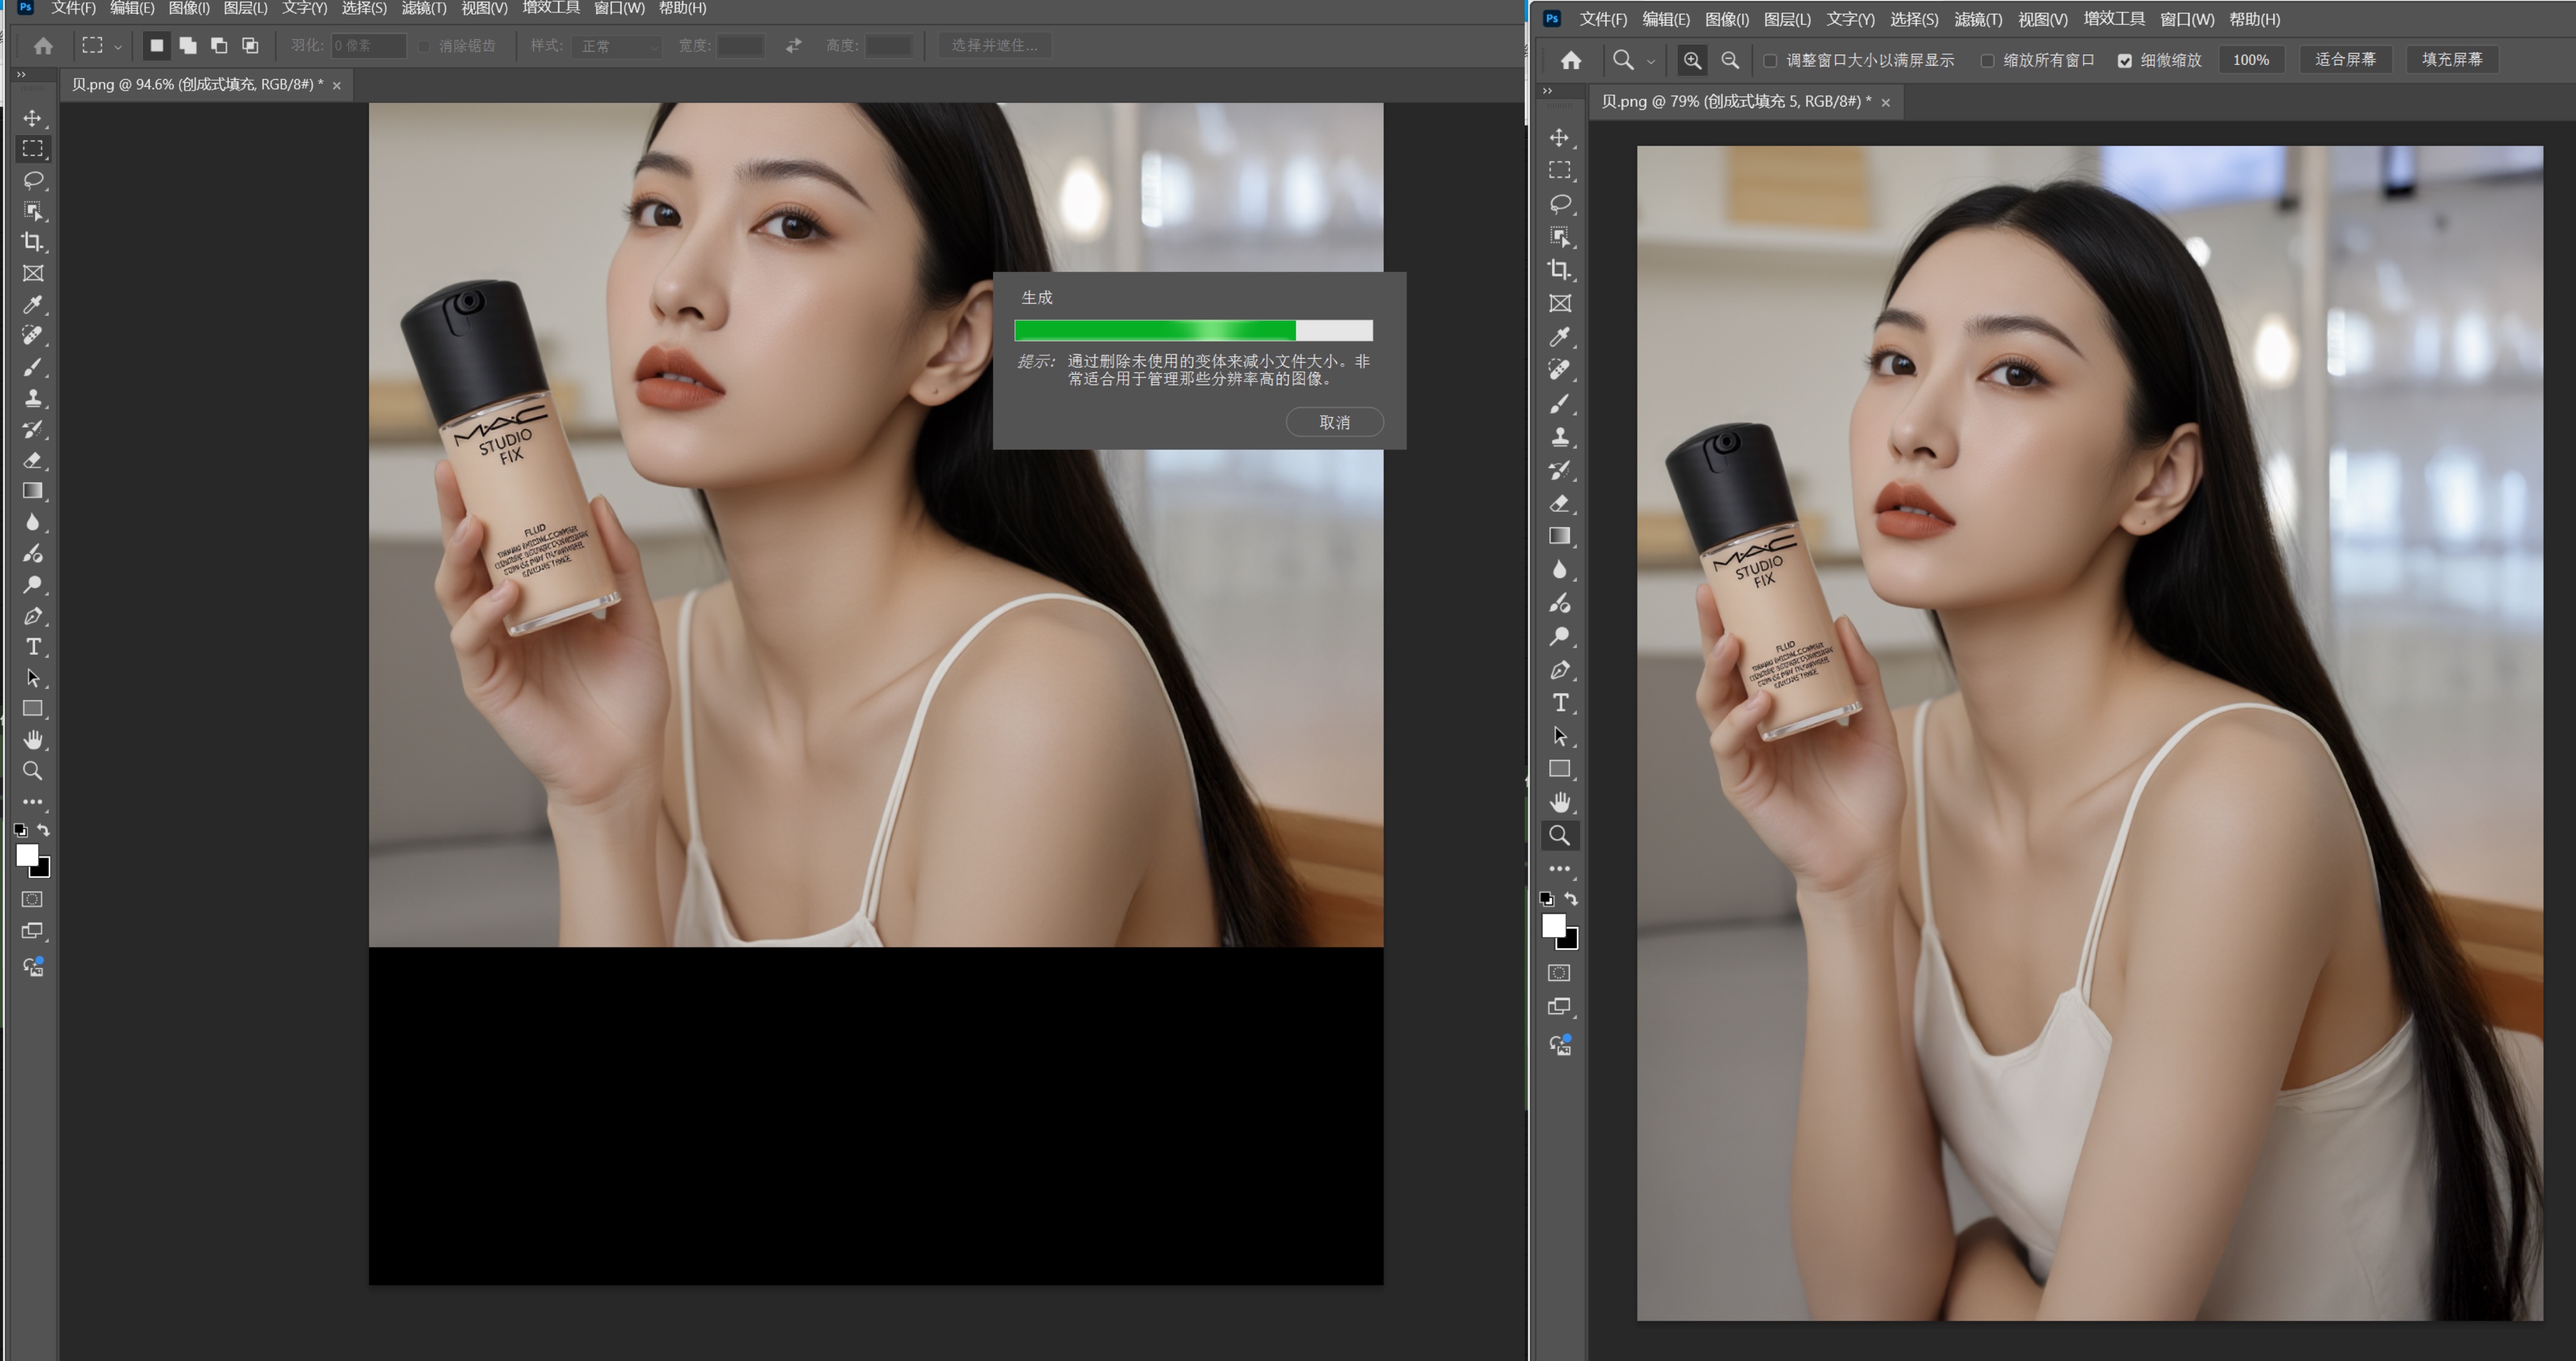 Ps 文件(F) 编辑(E) 图像(I) 图层(L) 文字(Y) 选择(S) 滤镜(T) 视图(V) 增效工具 窗口(W) 帮助(H)
羽化: 0 像素 消除锯齿 样式: 正常 宽度: 高度: 选择并遮住...
贝.png @ 94.6% (创成式填充, RGB/8#) * ×
MAC
STUDIO
FIX
FLUID
生成
提示: 通过删除未使用的变体来减小文件大小。非
常适合用于管理那些分辨率高的图像。
取消
T
Ps 文件(F) 编辑(E) 图像(I) 图层(L) 文字(Y) 选择(S) 滤镜(T) 视图(V) 增效工具 窗口(W) 帮助(H)
调整窗口大小以满屏显示 缩放所有窗口 细微缩放 100% 适合屏幕 填充屏幕
贝.png @ 79% (创成式填充 5, RGB/8#) * ×
MAC
STUDIO
FIX
FLUID
T